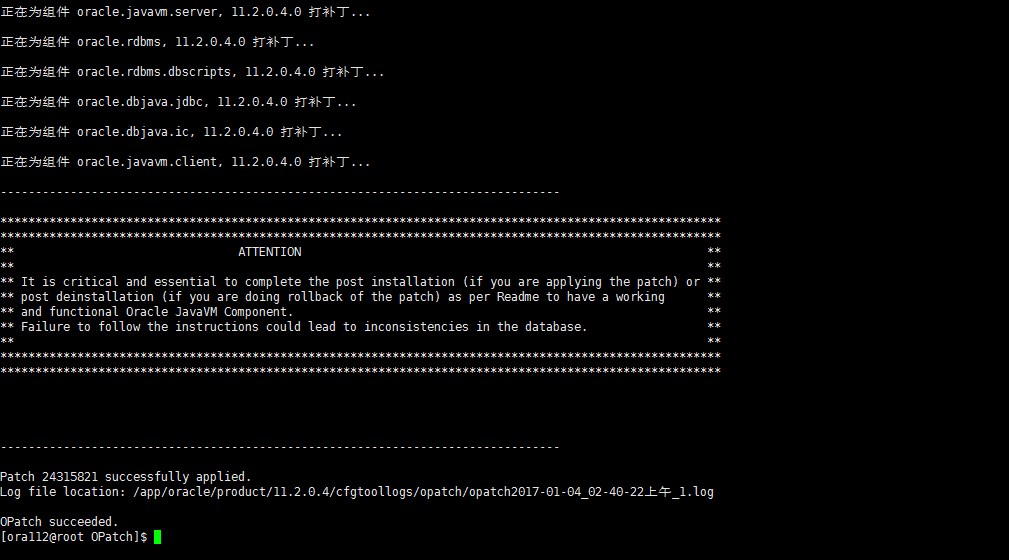 正在为组件 oracle.javavm.server, 11.2.0.4.0 打补丁...
正在为组件 oracle.rdbms, 11.2.0.4.0 打补丁...
正在为组件 oracle.rdbms.dbscripts, 11.2.0.4.0 打补丁...
正在为组件 oracle.dbjava.jdbc, 11.2.0.4.0 打补丁...
正在为组件 oracle.dbjava.ic, 11.2.0.4.0 打补丁...
正在为组件 oracle.javavm.client, 11.2.0.4.0 打补丁...
--------------------------------------------------------------------------------
*******************************************************************************************************
*******************************************************************************************************
**                                ATTENTION                                                          **
**                                                                                                   **
** It is critical and essential to complete the post installation (if you are applying the patch) or **
** post deinstallation (if you are doing rollback of the patch) as per Readme to have a working      **
** and functional Oracle JavaVM Component.                                                           **
** Failure to follow the instructions could lead to inconsistencies in the database.                 **
**                                                                                                   **
*******************************************************************************************************
*******************************************************************************************************
--------------------------------------------------------------------------------
Patch 24315821 successfully applied.
Log file location: /app/oracle/product/11.2.0.4/cfgtoollogs/opatch/opatch2017-01-04_02-40-22上午_1.log
OPatch succeeded.
[ora112@root OPatch]$